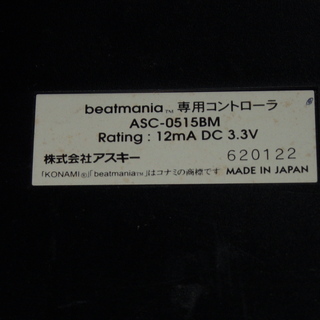 beatmania™ 専用コントローラ
ASC-0515BM
Rating : 12mA DC 3.3V
株式会社アスキー 620122
「KONAMI®」「beatmania™」はコナミの商標です MADE IN JAPAN